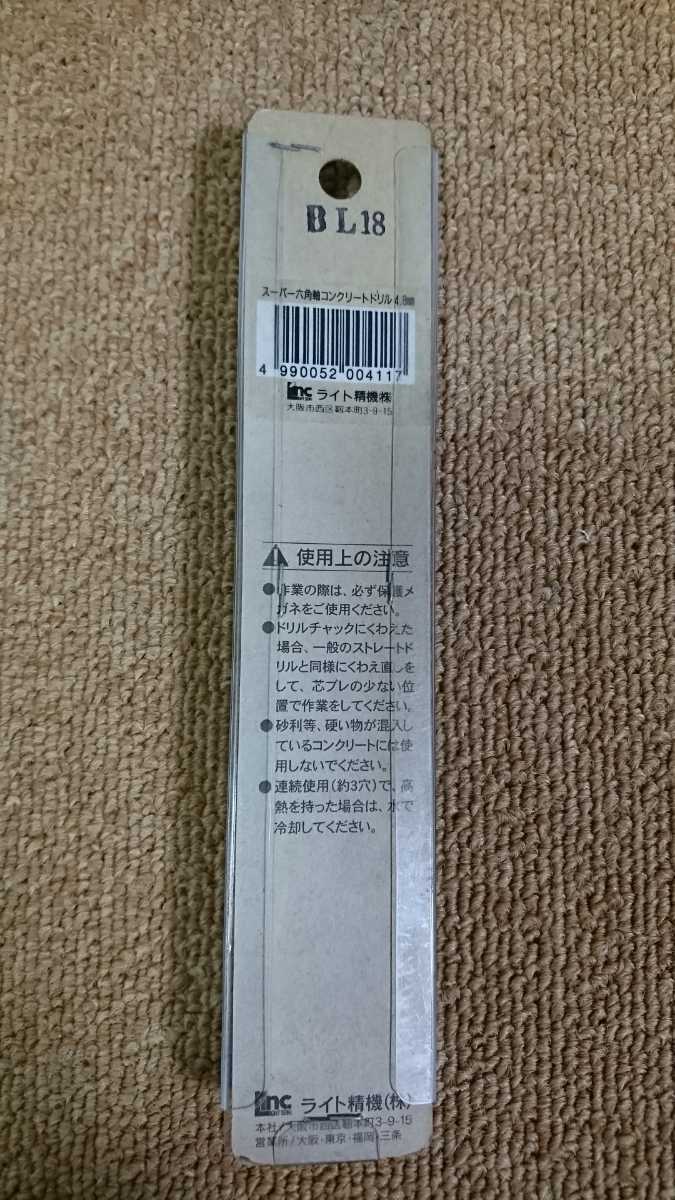 BL18
スーパー六角軸コンクリートドリル4.8mm
4 990052 004117
Linc ライト精機(株)
大阪市西区靱本町3-9-15
使用上の注意
●作業の際は、必ず保護メ
ガネをご使用ください。
●ドリルチャックにくわえた
場合、一般のストレートド
リルと同様にくわえ直しを
して、芯ブレの少ない位
置で作業をしてください。
●砂利等、硬い物が混入し
ているコンクリートには使
用しないでください。
●連続使用(約3穴)で、高
熱を持った場合は、水で
冷却してください。
Linc ライト精機(株)
本社/大阪市西区靱本町3-9-15
営業所/大阪・東京・福岡・三条